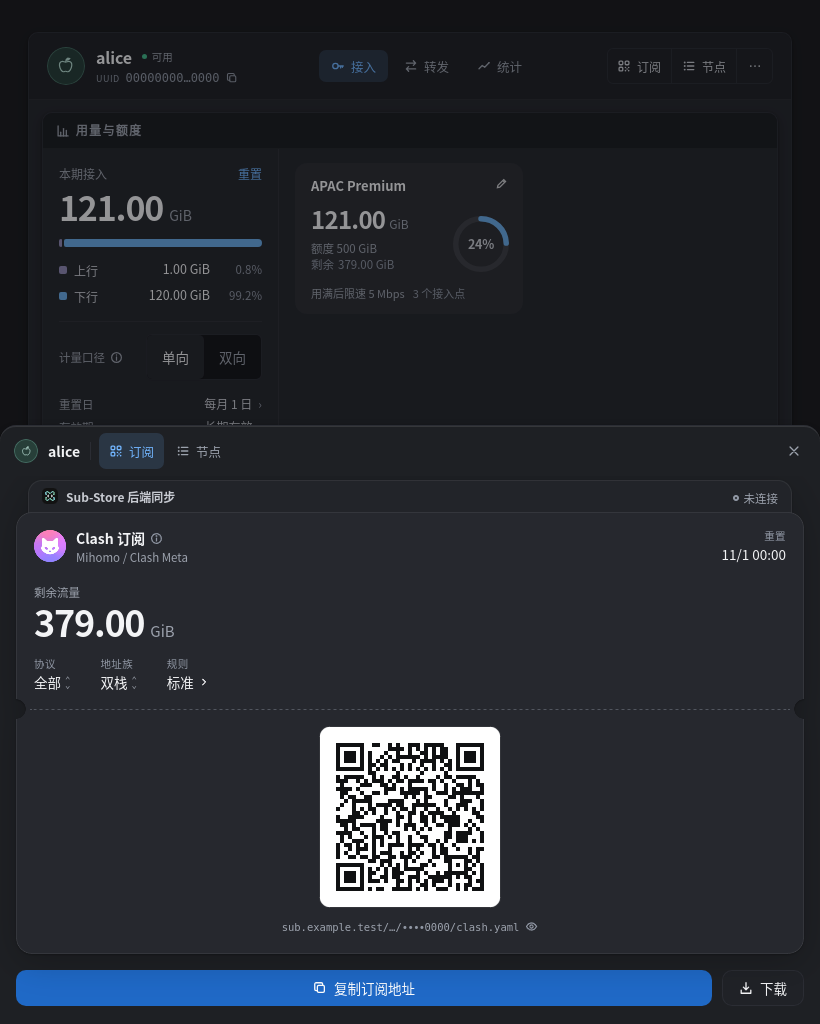 alice 可用
UUID 00000000…0000
接入 转发 统计
订阅 节点 ···
用量与额度
本期接入 重置
121.00 GiB
上行 1.00 GiB 0.8%
下行 120.00 GiB 99.2%
计量口径 单向 双向
重置日 每月 1 日 ›
APAC Premium
121.00 GiB
额度 500 GiB
剩余 379.00 GiB
24%
用满后限速 5 Mbps 3 个接入点
alice 订阅 节点
Sub-Store 后端同步 未连接
Clash 订阅
Mihomo / Clash Meta
重置
11/1 00:00
剩余流量
379.00 GiB
协议 地址族 规则
全部 双栈 标准
sub.example.test/…/••••0000/clash.yaml
复制订阅地址 下载